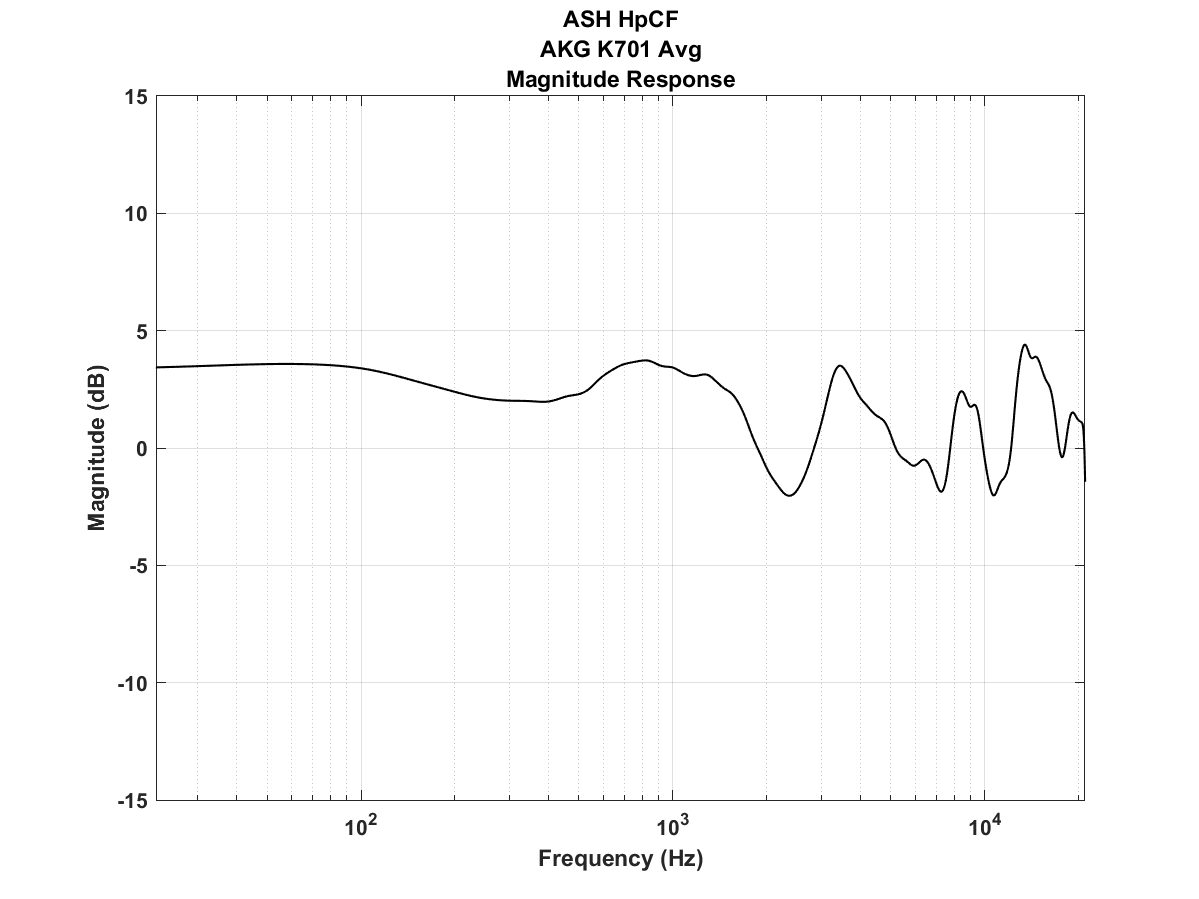 ASH HpCF
AKG K701 Avg
Magnitude Response
15
10
5
0
-5
-10
-15
Magnitude (dB)
10² 10³ 10⁴
Frequency (Hz)